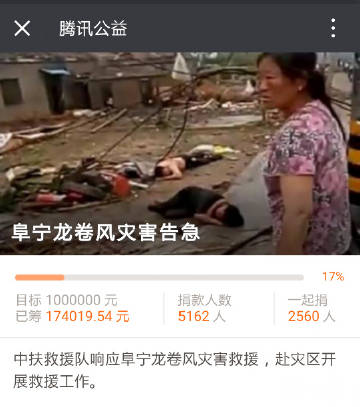 腾讯公益
阜宁龙卷风灾害告急
17%
目标 1000000 元
捐款人数
一起捐
已筹 174019.54 元
5162 人
2560 人
中扶救援队响应阜宁龙卷风灾害救援，赴灾区开
展救援工作。